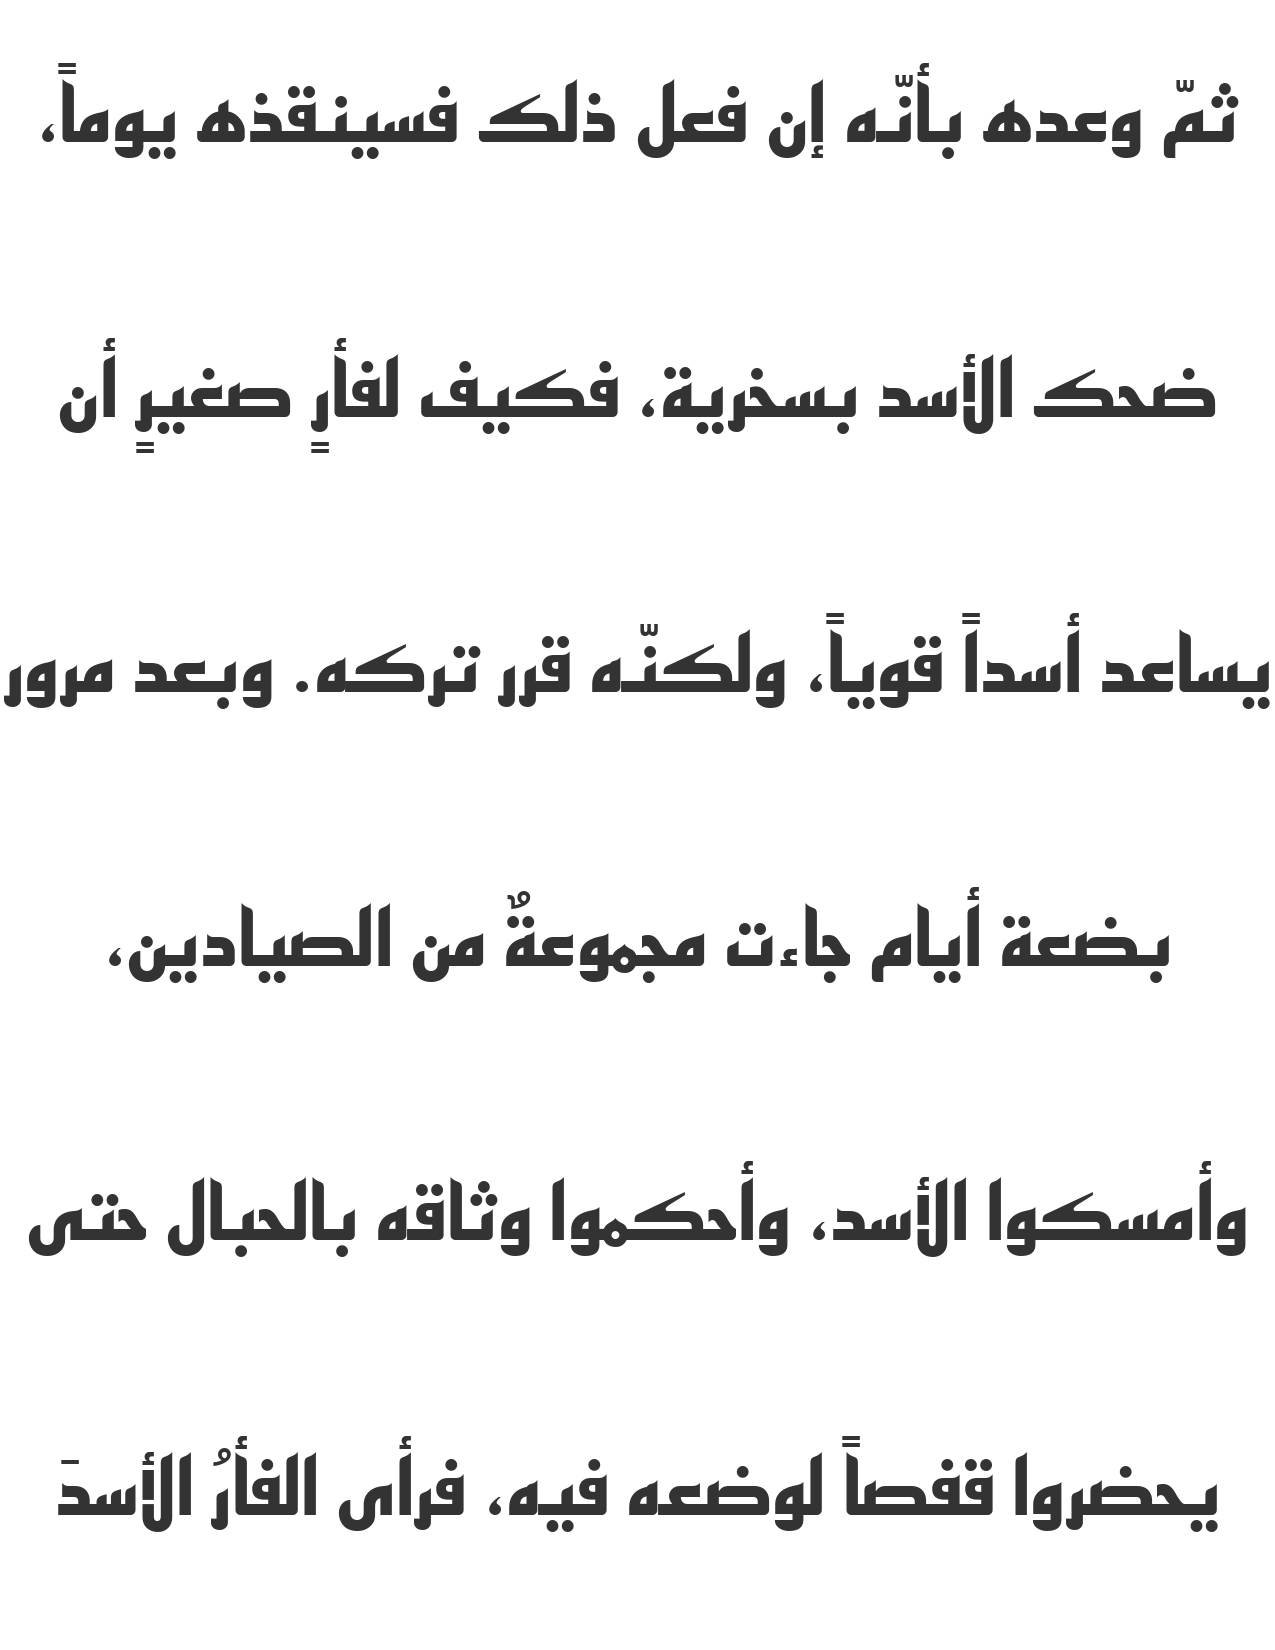 ثمّ وعده بأنّه إن فعل ذلك فسينقذه يوماً،
ضحك الأسد بسخرية، فكيف لفأرٍ صغيرٍ أن
يساعد أسداً قوياً، ولكنّه قرر تركه. وبعد مرور
بضعة أيام جاءت مجموعةٌ من الصيادين،
وأمسكوا الأسد، وأحكموا وثاقه بالحبال حتى
يحضروا قفصاً لوضعه فيه، فرأى الفأرُ الأسدَ